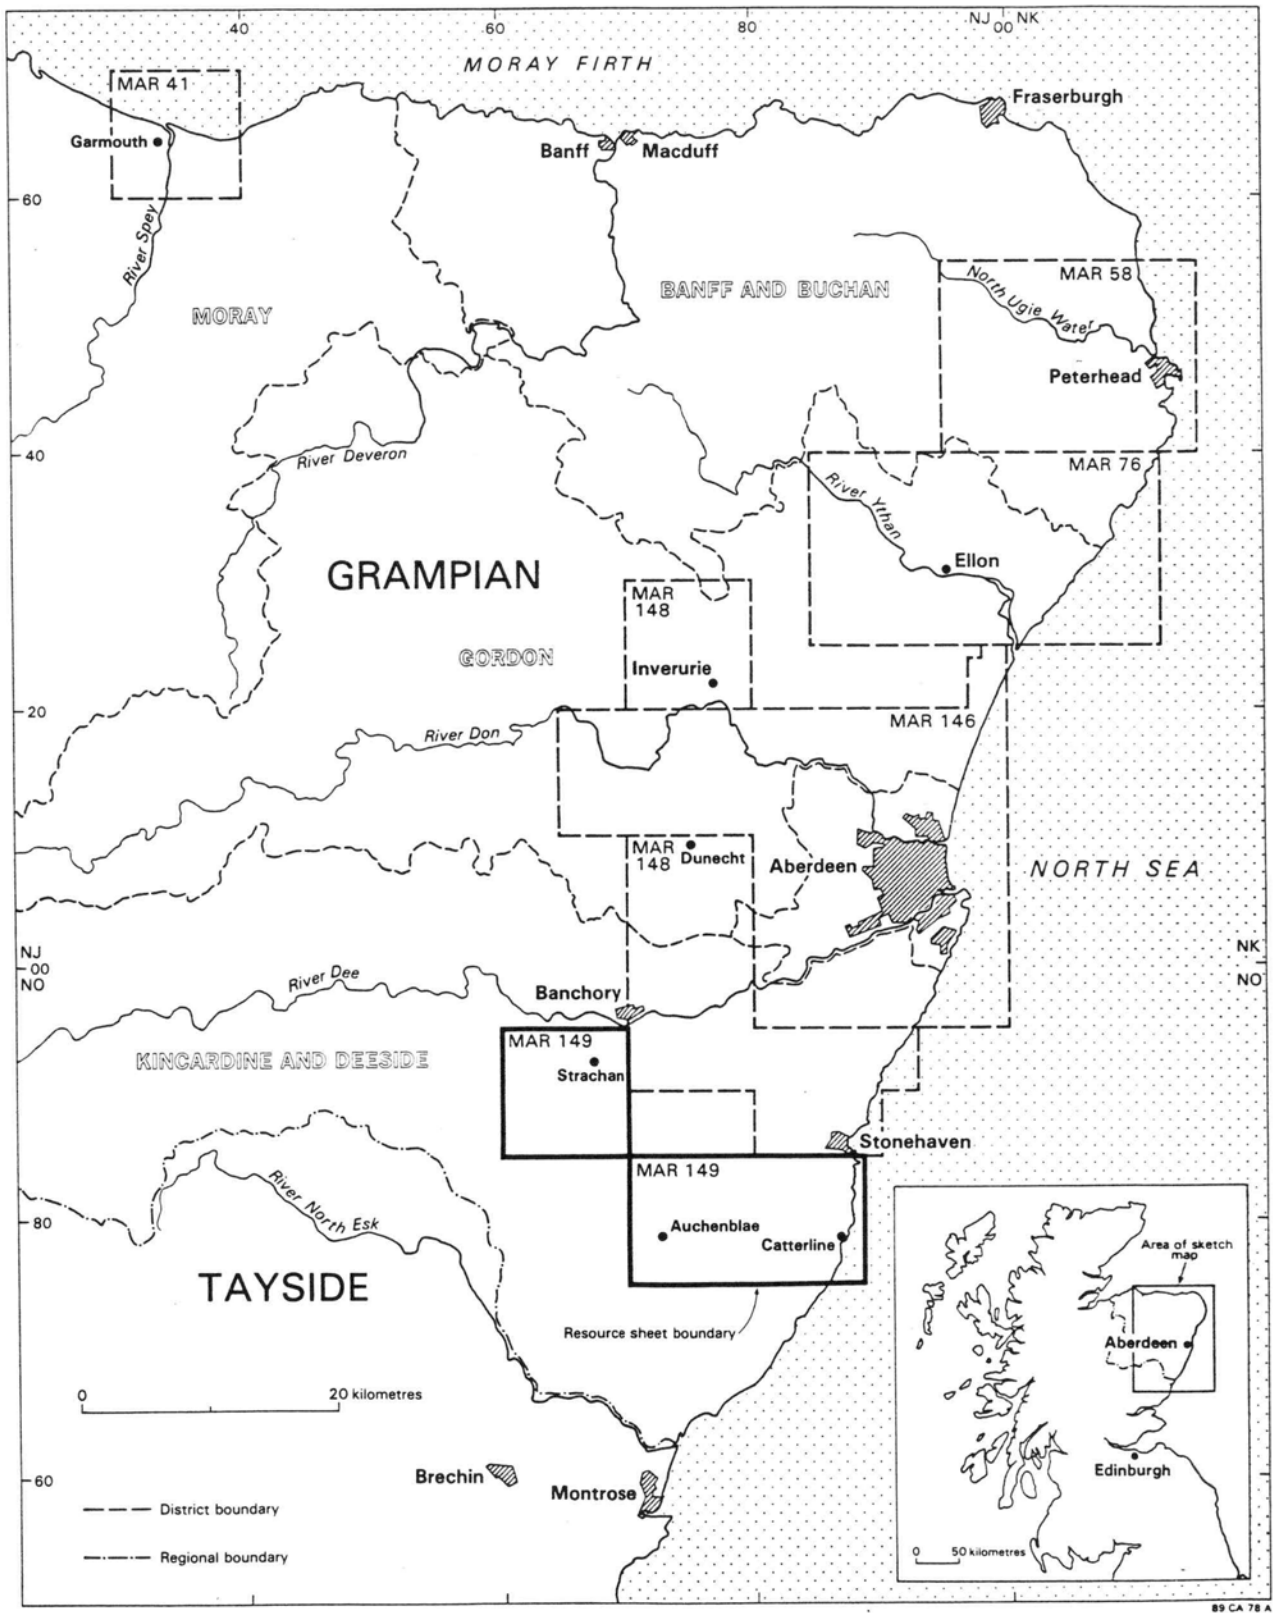 40
60
80
NJ
00
NK
MORAY FIRTH
MAR 41
Fraserburgh
Garmouth
Banff
Macduff
60
River Spey
MAR 58
North Ugie Water
BANFF AND BUCHAN
MORAY
Peterhead
40
River Deveron
MAR 76
River Ythan
Ellon
GRAMPIAN
MAR
148
GORDON
Inverurie
20
MAR 146
River Don
MAR
148
Dunecht
Aberdeen
NORTH SEA
NJ
00
NO
NK
NO
River Dee
Banchory
MAR 149
Strachan
KINCARDINE AND DEESIDE
Stonehaven
MAR 149
River North Esk
80
Auchenblae
Catterline
TAYSIDE
Resource sheet boundary
0
20 kilometres
60
Brechin
Montrose
District boundary
Regional boundary
Area of sketch
map
Aberdeen
Edinburgh
0
50 kilometres
89 CA 78 A